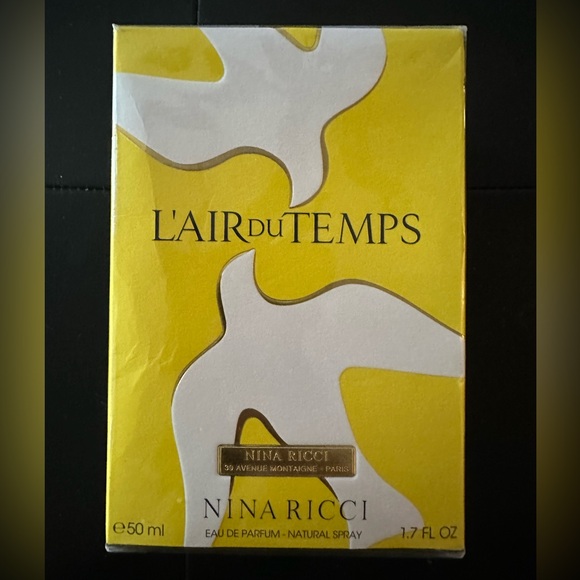 L'AIR DU TEMPS
NINA RICCI
39 AVENUE MONTAIGNE - PARIS
NINA RICCI
℮50 ml
EAU DE PARFUM - NATURAL SPRAY
1.7 FL OZ